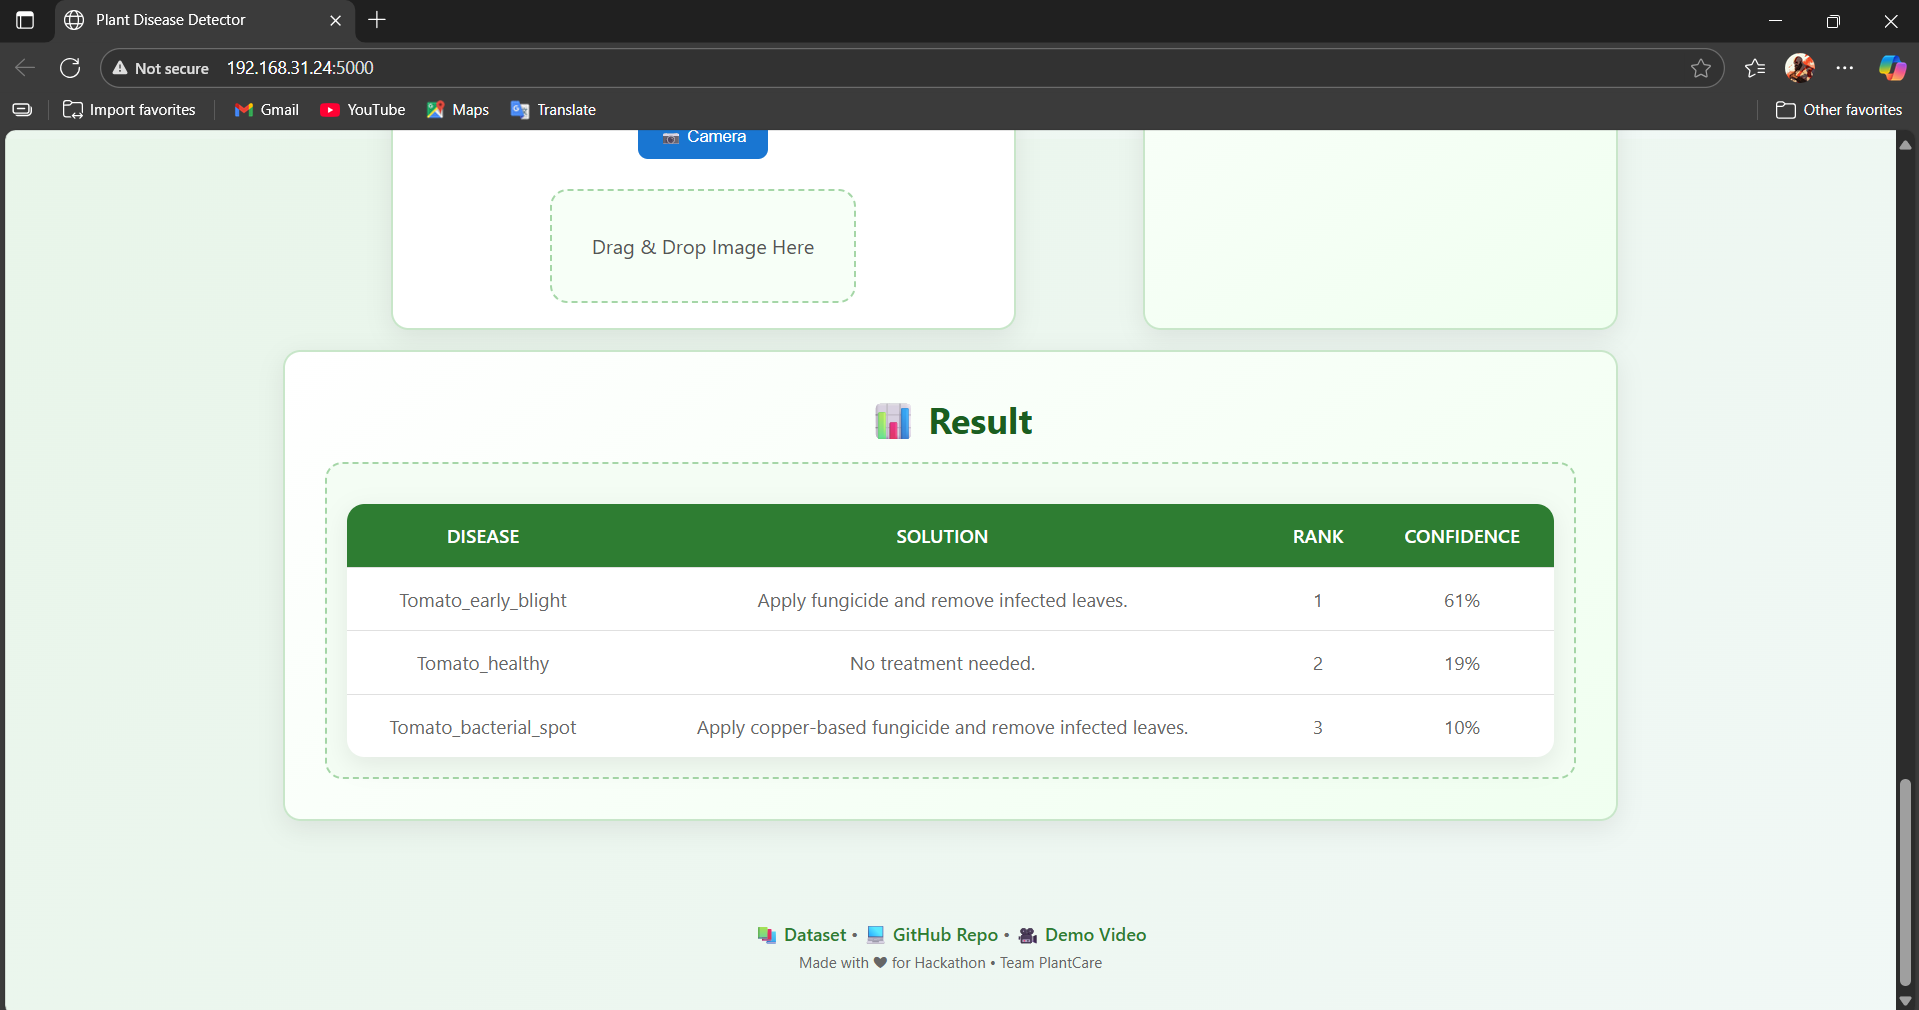 Plant Disease Detector
Not secure 192.168.31.24:5000
Import favorites Gmail YouTube Maps Translate Other favorites
Camera
Drag & Drop Image Here
Result
DISEASE SOLUTION RANK CONFIDENCE
Tomato_early_blight Apply fungicide and remove infected leaves. 1 61%
Tomato_healthy No treatment needed. 2 19%
Tomato_bacterial_spot Apply copper-based fungicide and remove infected leaves. 3 10%
Dataset • GitHub Repo • Demo Video
Made with 🖤 for Hackathon • Team PlantCare